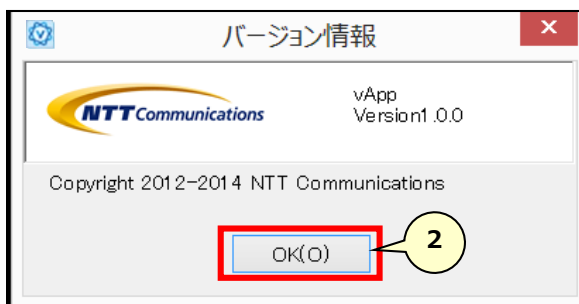 バージョン情報
NTT Communications
vApp
Version1.0.0
Copyright 2012-2014 NTT Communications
OK(O)
2